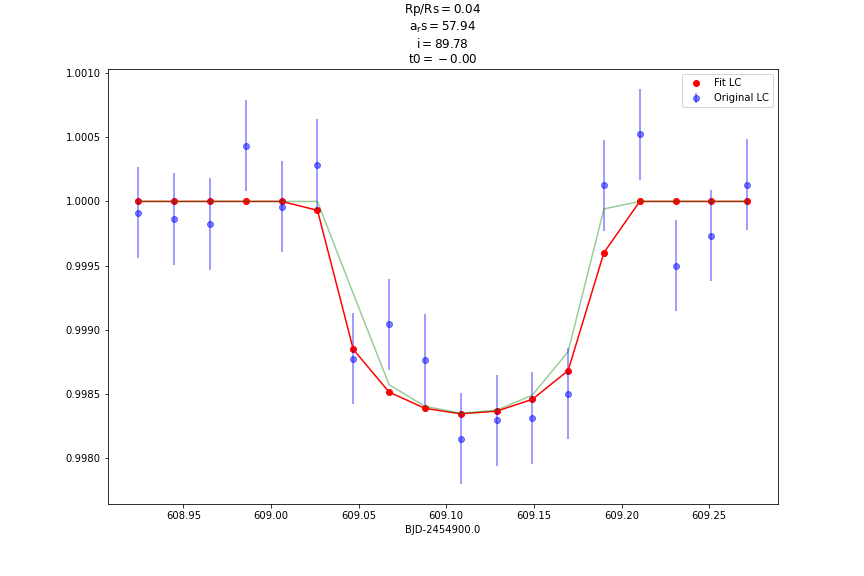 Rp/Rs = 0.04
aᵣs = 57.94
i = 89.78
t0 = −0.00
1.0010
1.0005
1.0000
0.9995
0.9990
0.9985
0.9980
Fit LC
Original LC
608.95 609.00 609.05 609.10 609.15 609.20 609.25
BJD-2454900.0